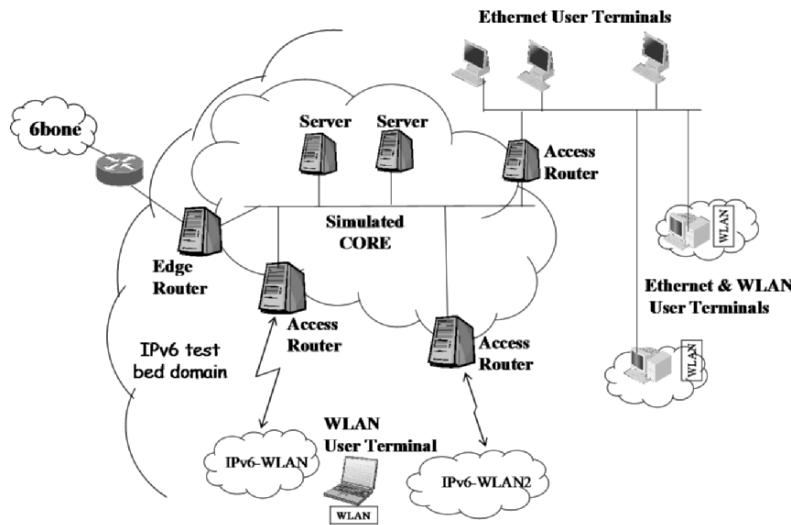 Ethernet User Terminals
6bone
Server
Server
Access
Router
Simulated
CORE
Edge
Router
WLAN
Ethernet & WLAN
User Terminals
Access
Router
Access
Router
IPv6 test
bed domain
WLAN
WLAN
User Terminal
IPv6-WLAN
IPv6-WLAN2
WLAN